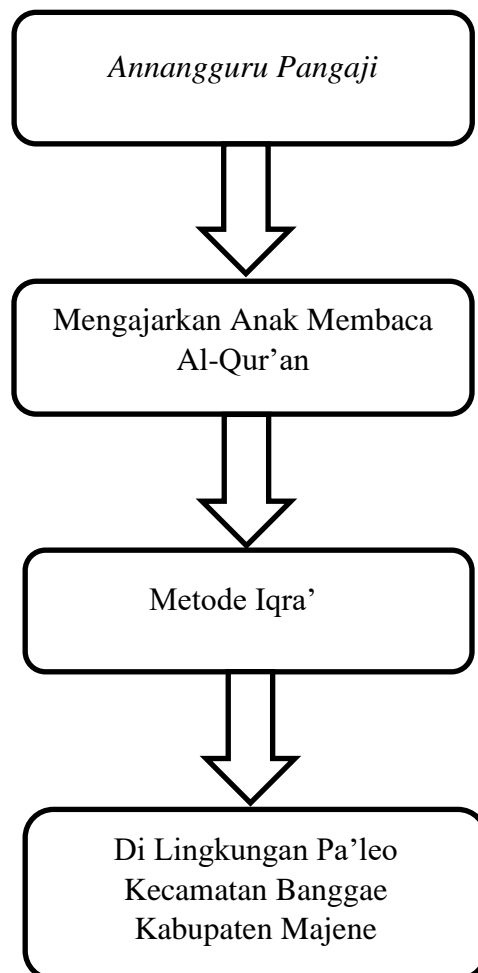 Annangguru Pangaji
Mengajarkan Anak Membaca
Al-Qur’an
Metode Iqra’
Di Lingkungan Pa’leo
Kecamatan Banggae
Kabupaten Majene